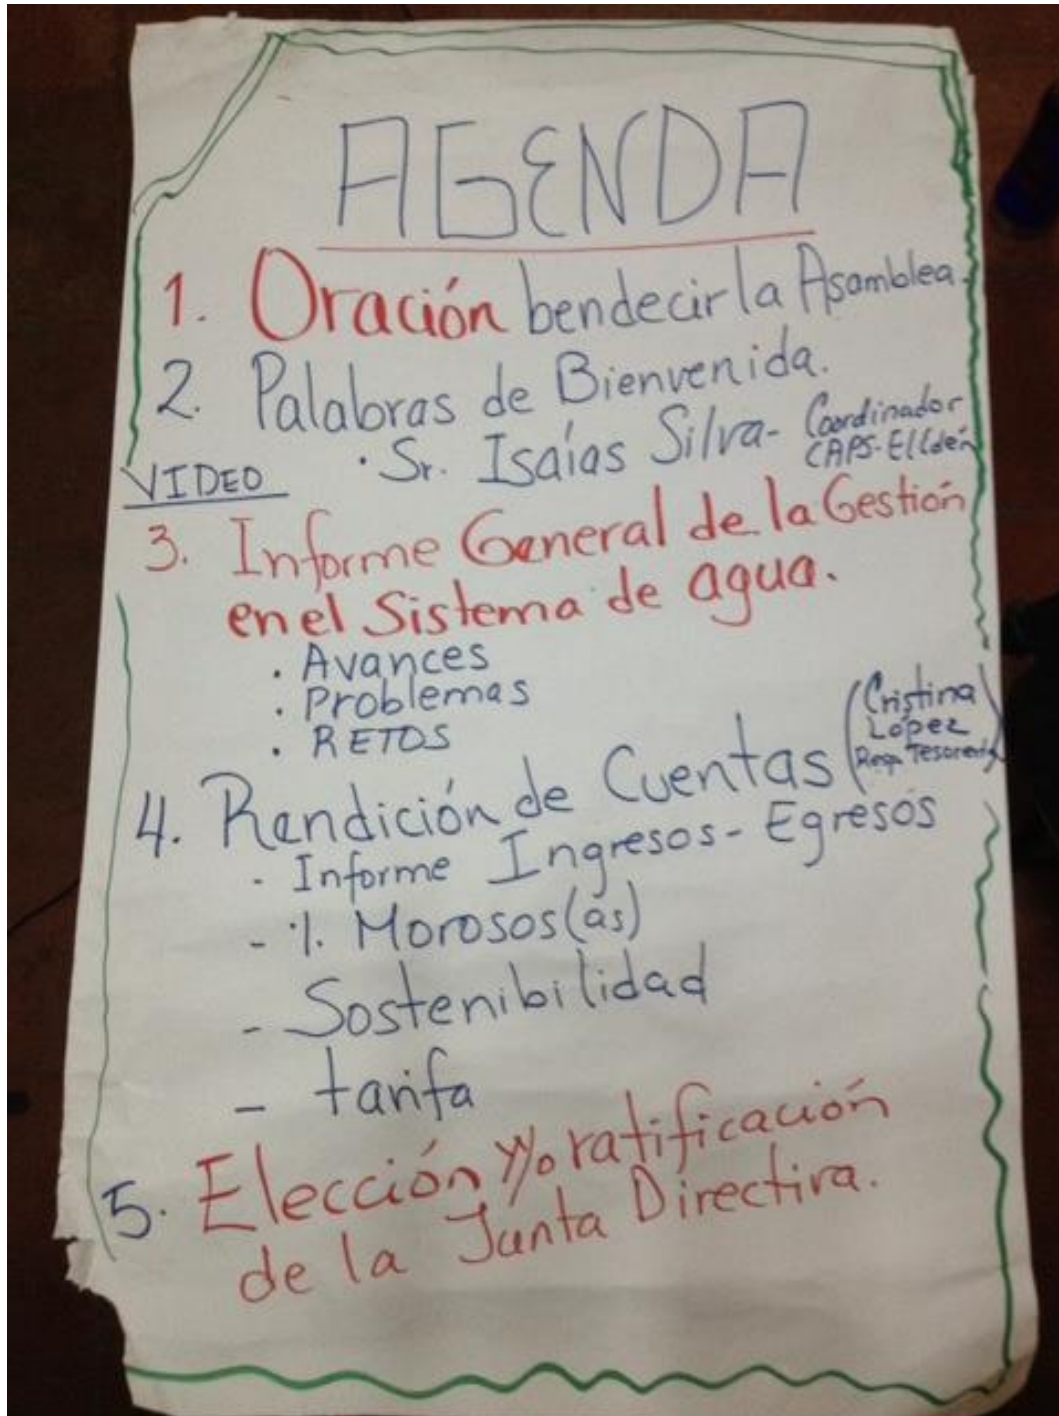 AGENDA
1. Oración bendecir la Asamblea.
2. Palabras de Bienvenida.
· Sr. Isaías Silva - Coordinador
CAPS - El Edén
VIDEO
3. Informe General de la Gestión
en el Sistema de agua.
· Avances
· Problemas
· RETOS
4. Rendición de Cuentas (Cristina
López
Resp. Tesorería)
- Informe Ingresos - Egresos
- % Morosos(as)
- Sostenibilidad
- tarifa
5. Elección y/o ratificación
de la Junta Directiva.